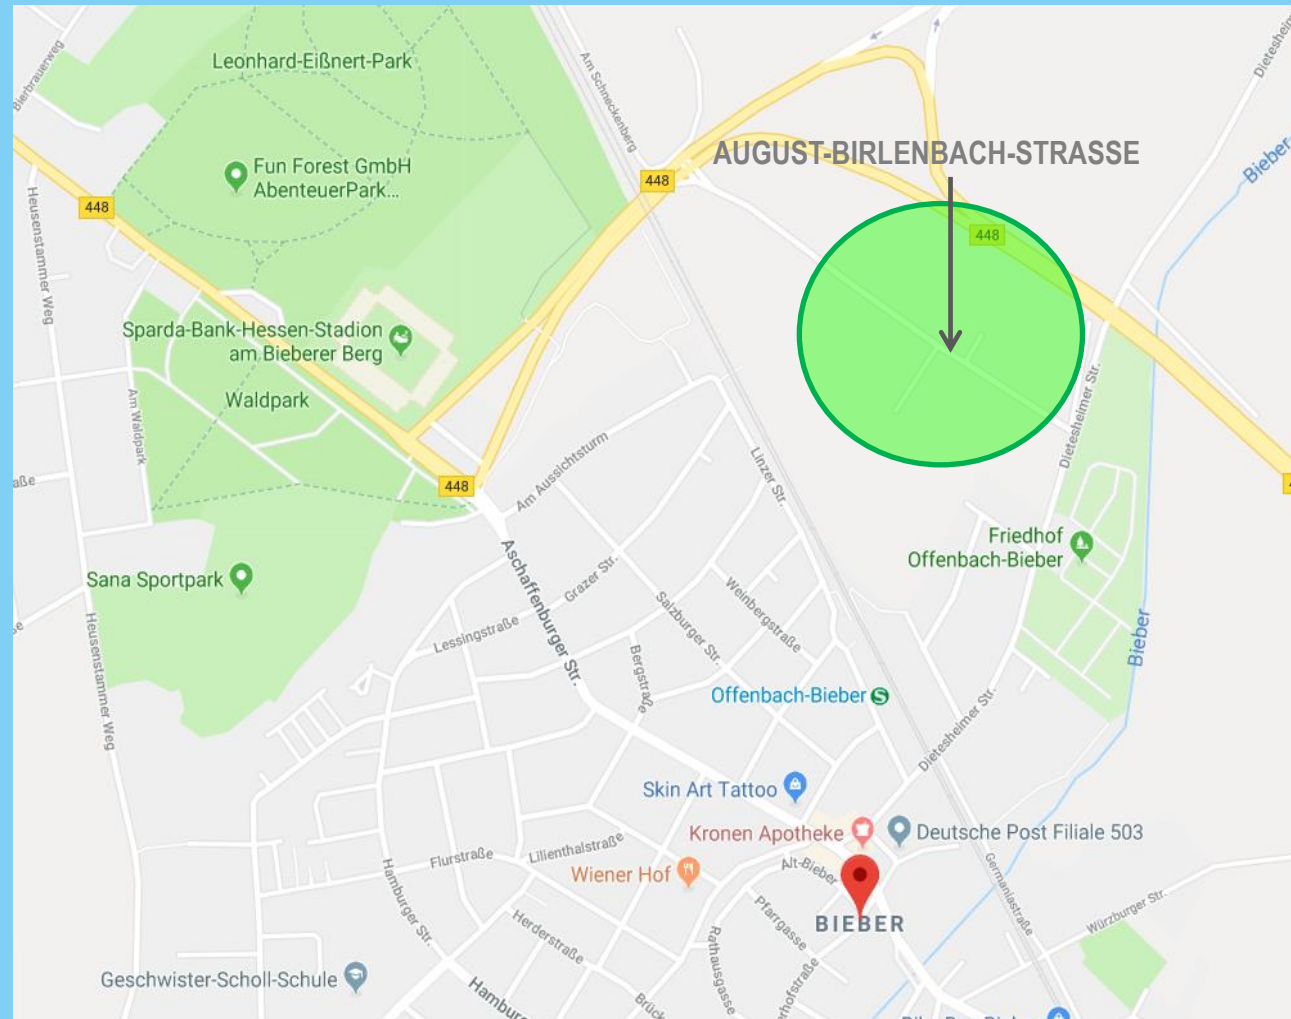 Leonhard-Eißnert-Park
Bierbrauerweg
Am Schneckenberg
Dietesheimer
AUGUST-BIRLENBACH-STRASSE
Bieber
Fun Forest GmbH
AbenteuerPark...
448
448
448
Heusenstammer Weg
Sparda-Bank-Hessen-Stadion
am Bieberer Berg
Waldpark
Am Waldpark
Dietesheimer Str.
Linzer Str.
Am Aussichtsturm
448
aße
Friedhof
Offenbach-Bieber
Sana Sportpark
Aschaffenburger Str.
Grazer Str.
Weinbergstraße
Salzburger Str.
Lessingstraße
Bergstraße
Bieber
Heusenstammer Weg
Offenbach-Bieber
S
Dietesheimer Str.
Skin Art Tattoo
Kronen Apotheke
Deutsche Post Filiale 503
Flurstraße
Lilienthalstraße
Wiener Hof
Alt-Bieber
Germaniastraße
Hamburger Str.
Pfarrgasse
BIEBER
Würzburger Str.
Herderstraße
Rathausgasse
Geschwister-Scholl-Schule